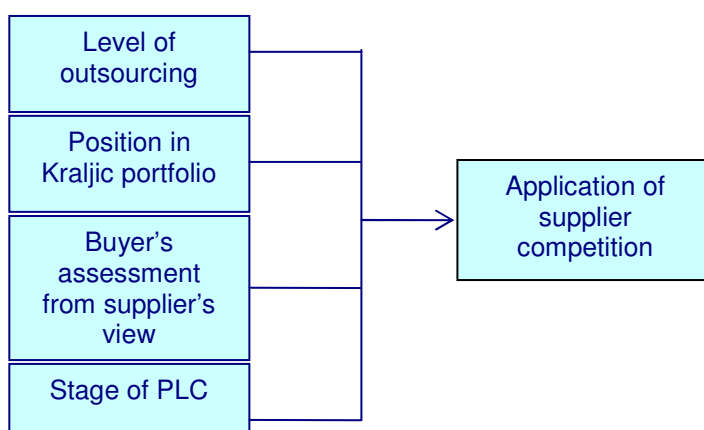 Level of
outsourcing
Position in
Kraljic portfolio
Buyer's
assessment
from supplier's
view
Stage of PLC
Application of
supplier
competition